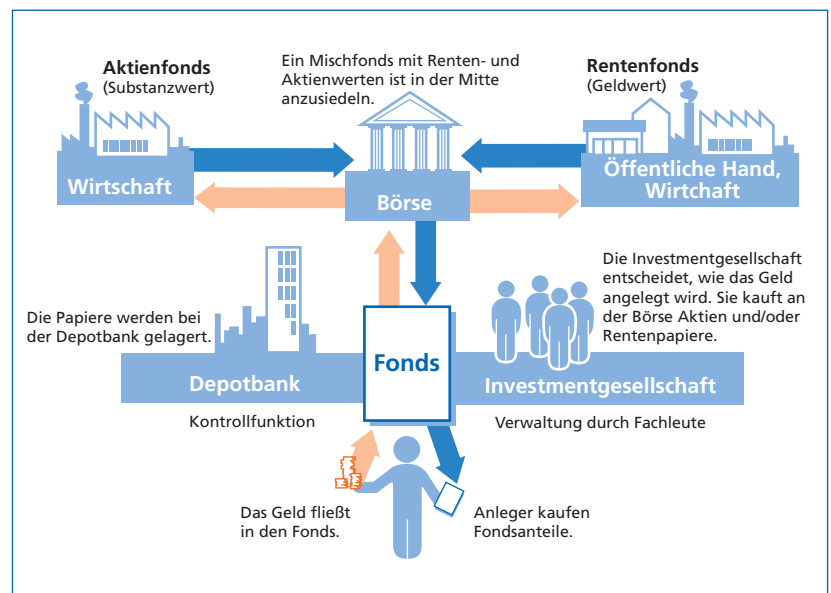 Aktienfonds
(Substanzwert)
Ein Mischfonds mit Renten- und
Aktienwerten ist in der Mitte
anzusiedeln.
Rentenfonds
(Geldwert)
Wirtschaft
Börse
Öffentliche Hand,
Wirtchaft
Die Papiere werden bei
der Depotbank gelagert.
Die Investmentgesellschaft
entscheidet, wie das Geld
angelegt wird. Sie kauft an
der Börse Aktien und/oder
Rentenpapiere.
Depotbank
Fonds
Investmentgesellschaft
Kontrollfunktion
Verwaltung durch Fachleute
Das Geld fließt
in den Fonds.
Anleger kaufen
Fondsanteile.